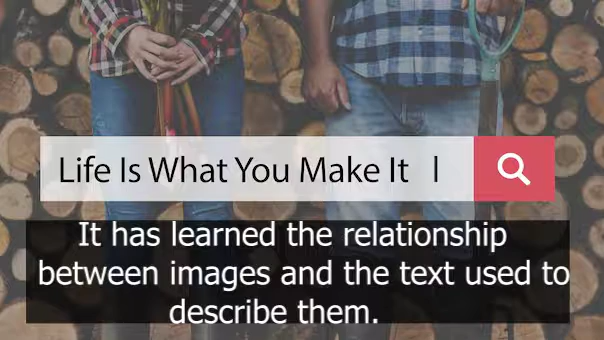 Life Is What You Make It
It has learned the relationship
between images and the text used to
describe them.